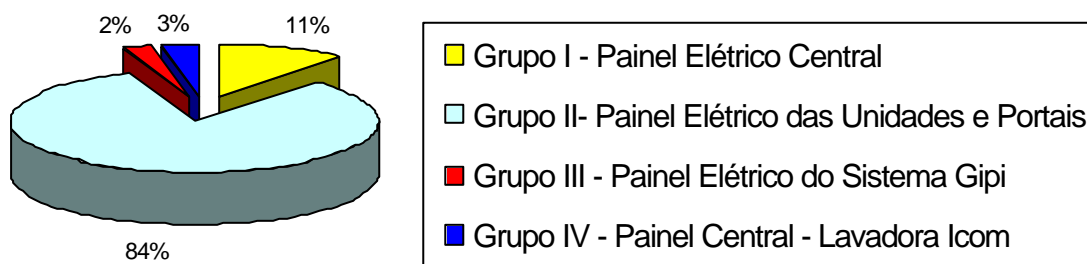 2%
3%
11%
84%
Grupo I - Painel Elétrico Central
Grupo II- Painel Elétrico das Unidades e Portais
Grupo III - Painel Elétrico do Sistema Gipi
Grupo IV - Painel Central - Lavadora Icom